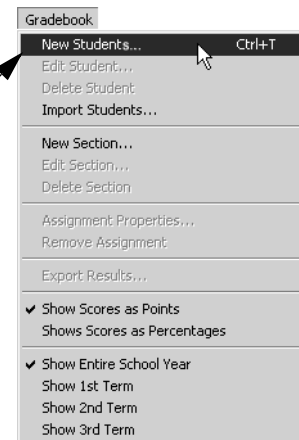 Gradebook
New Students... Ctrl+T
Edit Student...
Delete Student
Import Students...
New Section...
Edit Section...
Delete Section
Assignment Properties...
Remove Assignment
Export Results...
✔ Show Scores as Points
Shows Scores as Percentages
✔ Show Entire School Year
Show 1st Term
Show 2nd Term
Show 3rd Term